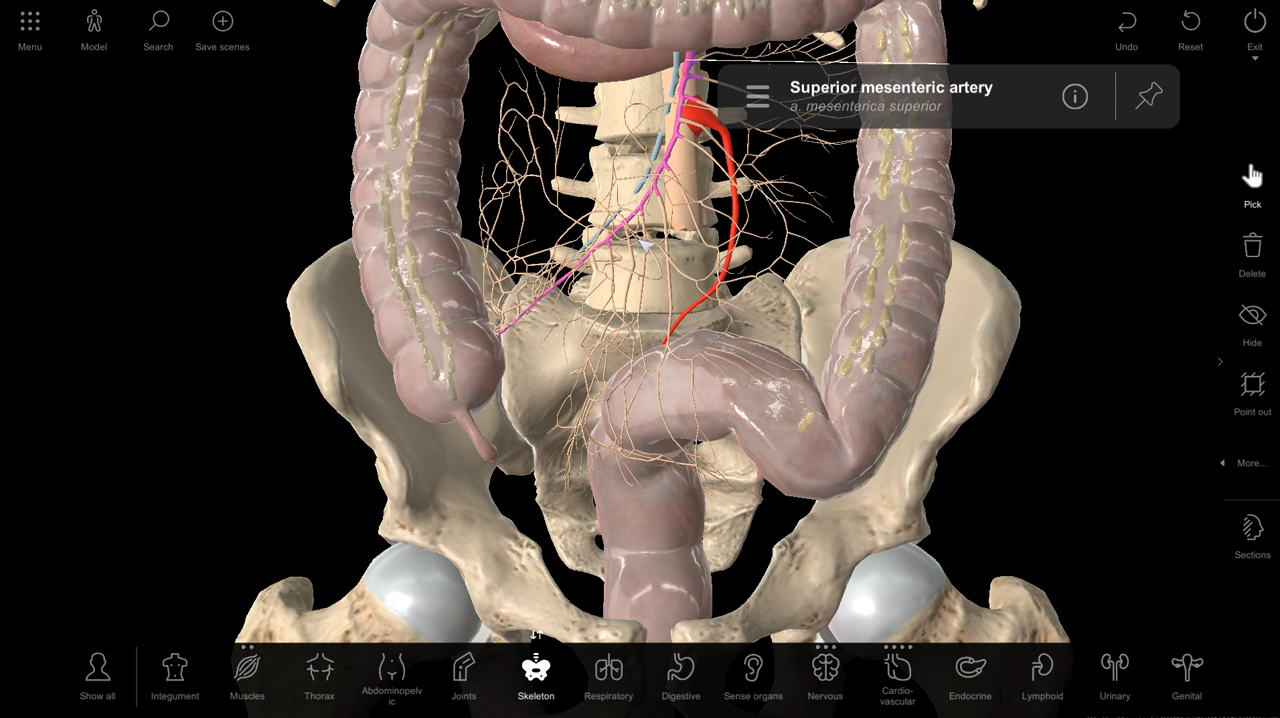 Menu
Model
Search
Save scenes
Undo
Reset
Exit
Superior mesenteric artery
a. mesenterica superior
Pick
Delete
Hide
Point out
More...
Sections
Show all
Integument
Muscles
Thorax
Abdominopelv
ic
Joints
Skeleton
Respiratory
Digestive
Sense organs
Nervous
Cardio-
vascular
Endocrine
Lymphoid
Urinary
Genital